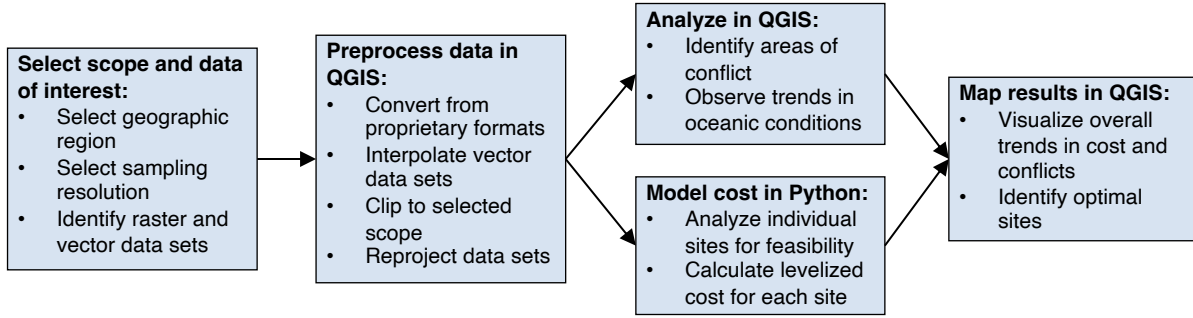 Select scope and data
of interest:
• Select geographic
region
• Select sampling
resolution
• Identify raster and
vector data sets
Preprocess data in
QGIS:
• Convert from
proprietary formats
• Interpolate vector
data sets
• Clip to selected
scope
• Reproject data sets
Analyze in QGIS:
• Identify areas of
conflict
• Observe trends in
oceanic conditions
Model cost in Python:
• Analyze individual
sites for feasibility
• Calculate levelized
cost for each site
Map results in QGIS:
• Visualize overall
trends in cost and
conflicts
• Identify optimal
sites